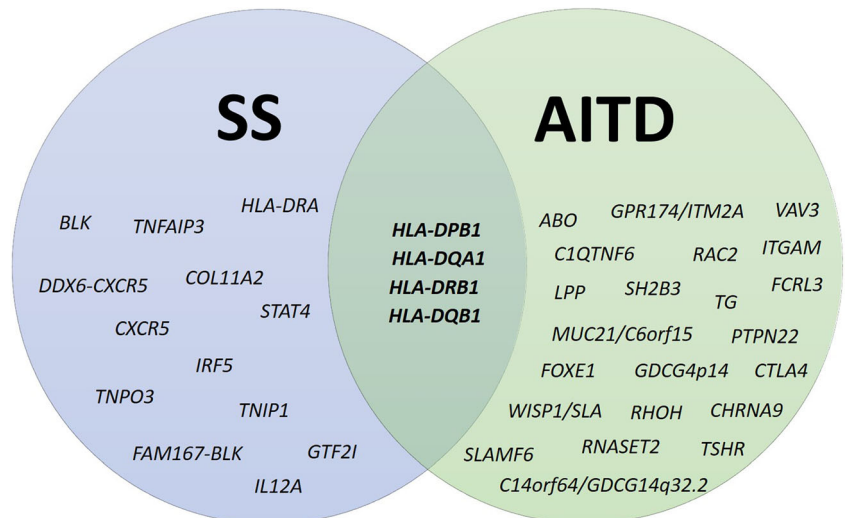 SS
AITD
HLA-DRA
BLK
TNFAIP3
DDX6-CXCR5
COL11A2
STAT4
CXCR5
IRF5
TNPO3
TNIP1
FAM167-BLK
GTF2I
IL12A
HLA-DPB1
HLA-DQA1
HLA-DRB1
HLA-DQB1
ABO
GPR174/ITM2A
VAV3
C1QTNF6
RAC2
ITGAM
LPP
SH2B3
TG
FCRL3
MUC21/C6orf15
PTPN22
FOXE1
GDCG4p14
CTLA4
WISP1/SLA
RHOH
CHRNA9
SLAMF6
RNASET2
TSHR
C14orf64/GDCG14q32.2